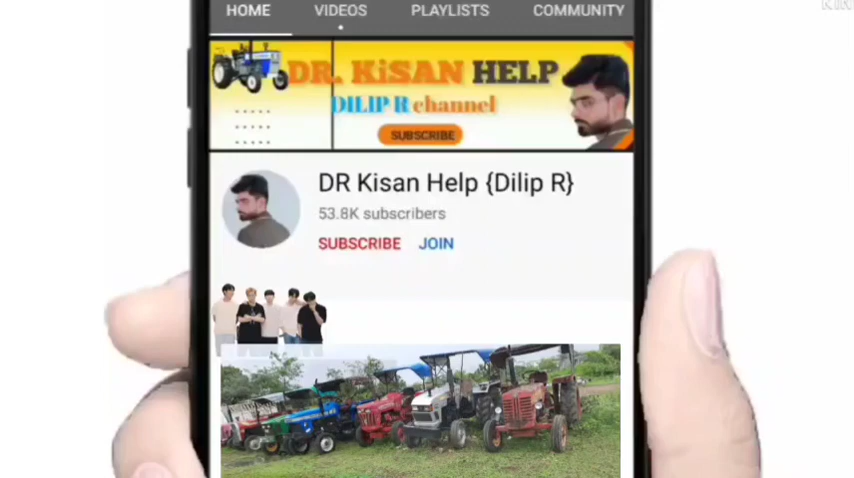 HOME VIDEOS PLAYLISTS COMMUNITY
DR. KiSAN HELP
DILIP R channel
SUBSCRIBE
DR Kisan Help {Dilip R}
53.8K subscribers
SUBSCRIBE JOIN